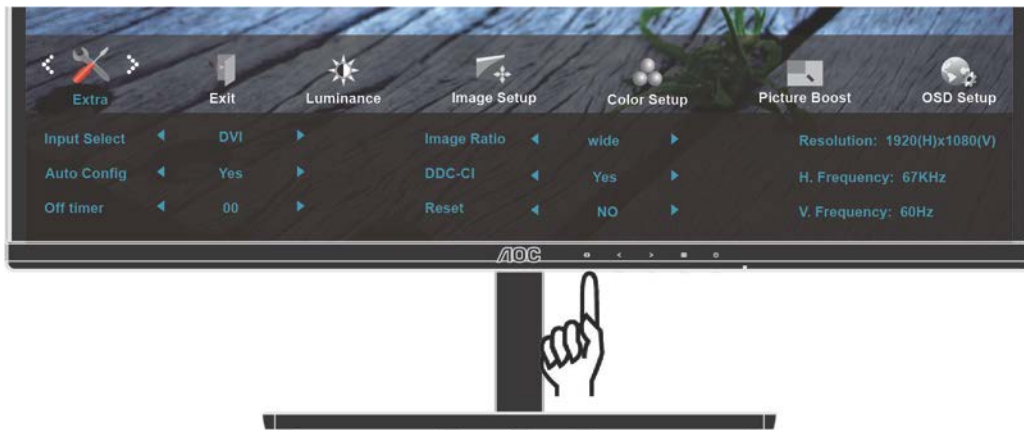 Extra Exit Luminance Image Setup Color Setup Picture Boost OSD Setup
Input Select DVI Image Ratio wide Resolution: 1920(H)x1080(V)
Auto Config Yes DDC-CI Yes H. Frequency: 67KHz
Off timer 00 Reset NO V. Frequency: 60Hz
AOC